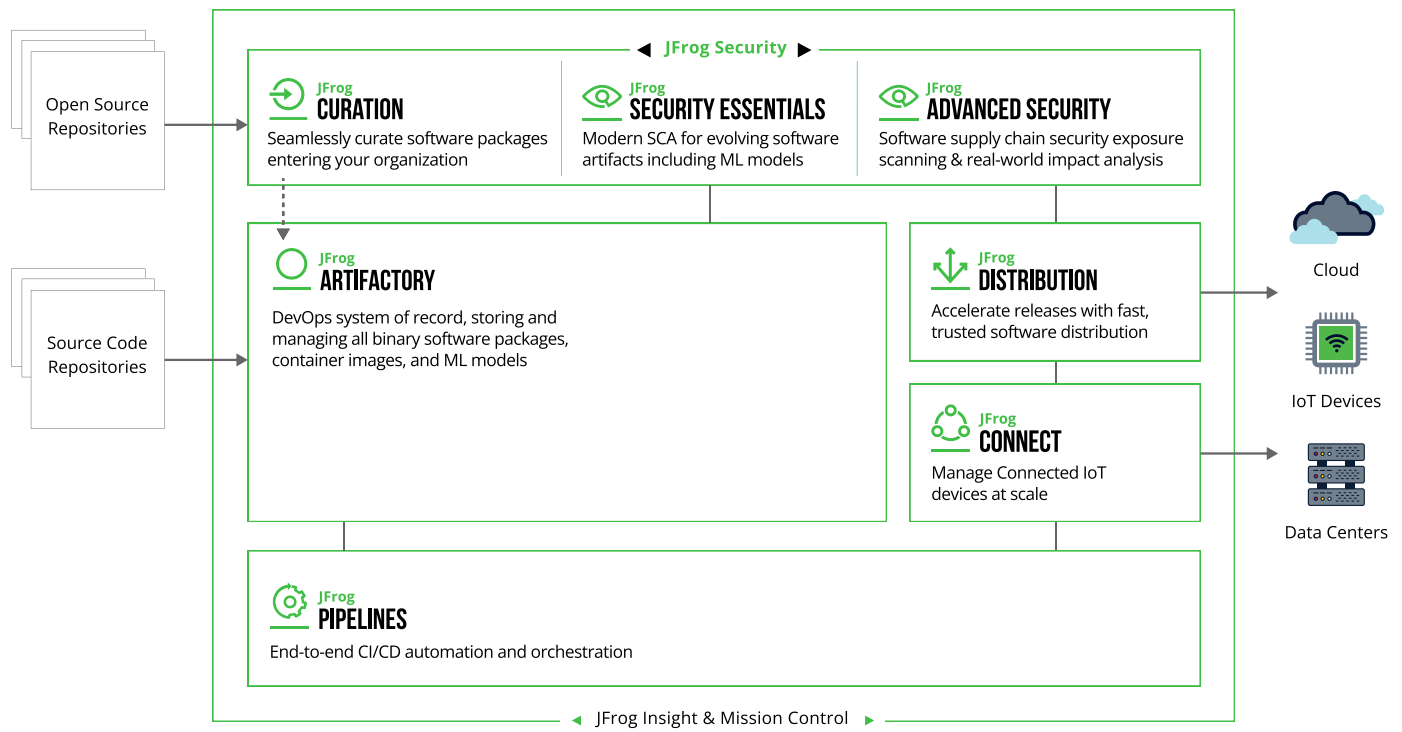 JFrog Security
Open Source
Repositories
JFrog
CURATION
Seamlessly curate software packages
entering your organization
JFrog
SECURITY ESSENTIALS
Modern SCA for evolving software
artifacts including ML models
JFrog
ADVANCED SECURITY
Software supply chain security exposure
scanning & real-world impact analysis
Source Code
Repositories
JFrog
ARTIFACTORY
DevOps system of record, storing and
managing all binary software packages,
container images, and ML models
JFrog
DISTRIBUTION
Accelerate releases with fast,
trusted software distribution
JFrog
CONNECT
Manage Connected IoT
devices at scale
Cloud
IoT Devices
Data Centers
JFrog
PIPELINES
End-to-end CI/CD automation and orchestration
JFrog Insight & Mission Control